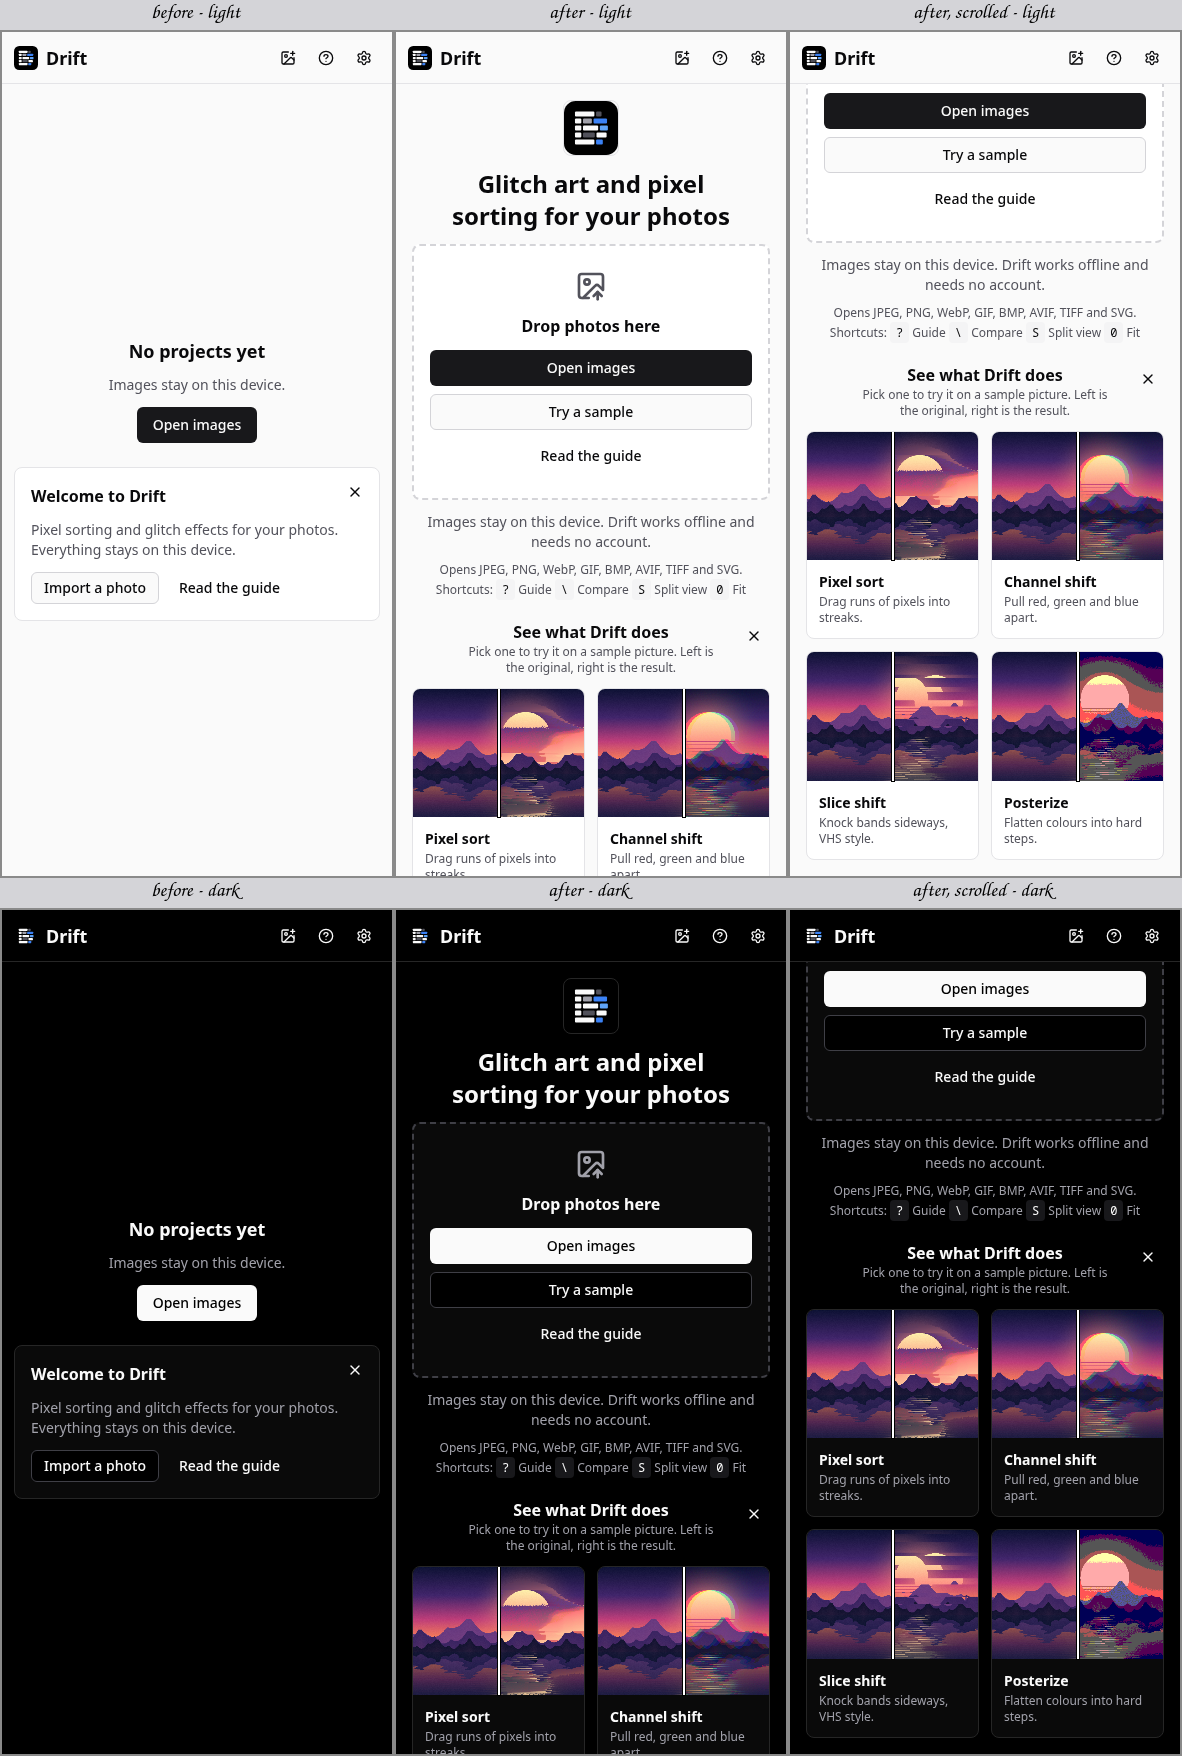 before - light
after - light
after, scrolled - light
Drift
No projects yet
Images stay on this device.
Open images
Welcome to Drift
Pixel sorting and glitch effects for your photos.
Everything stays on this device.
Import a photo
Read the guide
Drift
Glitch art and pixel
sorting for your photos
Drop photos here
Open images
Try a sample
Read the guide
Images stay on this device. Drift works offline and
needs no account.
Opens JPEG, PNG, WebP, GIF, BMP, AVIF, TIFF and SVG.
Shortcuts: ? Guide \ Compare S Split view 0 Fit
See what Drift does
Pick one to try it on a sample picture. Left is
the original, right is the result.
Pixel sort
Drag runs of pixels into
streaks.
Channel shift
Pull red, green and blue
apart.
Drift
Open images
Try a sample
Read the guide
Images stay on this device. Drift works offline and
needs no account.
Opens JPEG, PNG, WebP, GIF, BMP, AVIF, TIFF and SVG.
Shortcuts: ? Guide \ Compare S Split view 0 Fit
See what Drift does
Pick one to try it on a sample picture. Left is
the original, right is the result.
Pixel sort
Drag runs of pixels into
streaks.
Channel shift
Pull red, green and blue
apart.
Slice shift
Knock bands sideways,
VHS style.
Posterize
Flatten colours into hard
steps.
before - dark
after - dark
after, scrolled - dark
Drift
No projects yet
Images stay on this device.
Open images
Welcome to Drift
Pixel sorting and glitch effects for your photos.
Everything stays on this device.
Import a photo
Read the guide
Drift
Glitch art and pixel
sorting for your photos
Drop photos here
Open images
Try a sample
Read the guide
Images stay on this device. Drift works offline and
needs no account.
Opens JPEG, PNG, WebP, GIF, BMP, AVIF, TIFF and SVG.
Shortcuts: ? Guide \ Compare S Split view 0 Fit
See what Drift does
Pick one to try it on a sample picture. Left is
the original, right is the result.
Pixel sort
Drag runs of pixels into
streaks.
Channel shift
Pull red, green and blue
apart.
Drift
Open images
Try a sample
Read the guide
Images stay on this device. Drift works offline and
needs no account.
Opens JPEG, PNG, WebP, GIF, BMP, AVIF, TIFF and SVG.
Shortcuts: ? Guide \ Compare S Split view 0 Fit
See what Drift does
Pick one to try it on a sample picture. Left is
the original, right is the result.
Pixel sort
Drag runs of pixels into
streaks.
Channel shift
Pull red, green and blue
apart.
Slice shift
Knock bands sideways,
VHS style.
Posterize
Flatten colours into hard
steps.